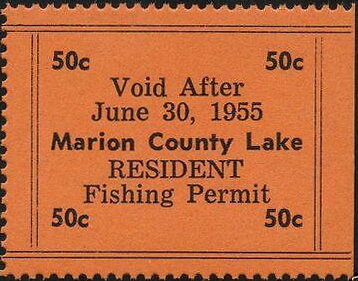 50c 50c
Void After
June 30, 1955
Marion County Lake
RESIDENT
Fishing Permit
50c 50c